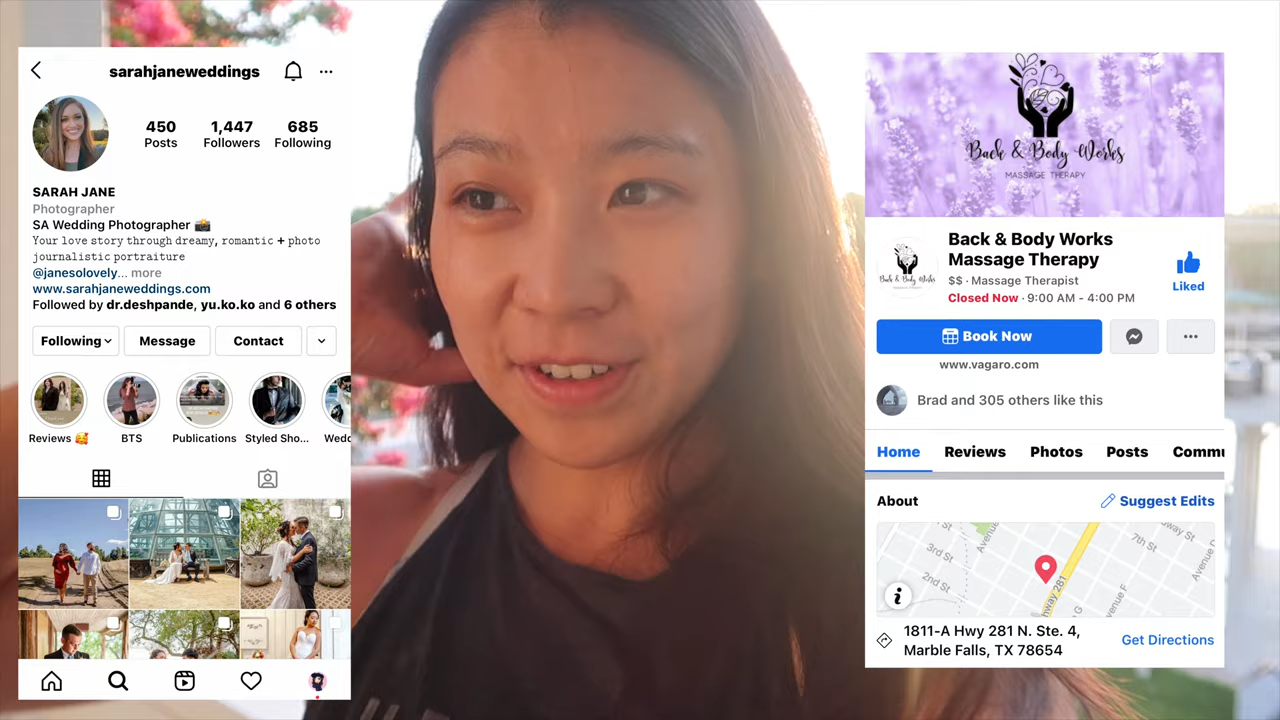 sarahjaneweddings
450
1,447
685
Posts
Followers
Following
SARAH JANE
Photographer
SA Wedding Photographer 📸
Your love story through dreamy, romantic + photo
journalistic portraiture
@janesolovely... more
www.sarahjaneweddings.com
Followed by dr.deshpande, yu.ko.ko and 6 others
Following
Message
Contact
Reviews 🥰
BTS
Publications
Styled Sho...
Wedd
Back & Body Works
MASSAGE THERAPY
Back & Body Works
Massage Therapy
$$ · Massage Therapist
Closed Now · 9:00 AM - 4:00 PM
Liked
Book Now
www.vagaro.com
Brad and 305 others like this
Home
Reviews
Photos
Posts
Commu
About
Suggest Edits
3rd St
2nd St
7th St
Avenue F
hway 281
1811-A Hwy 281 N. Ste. 4,
Marble Falls, TX 78654
Get Directions